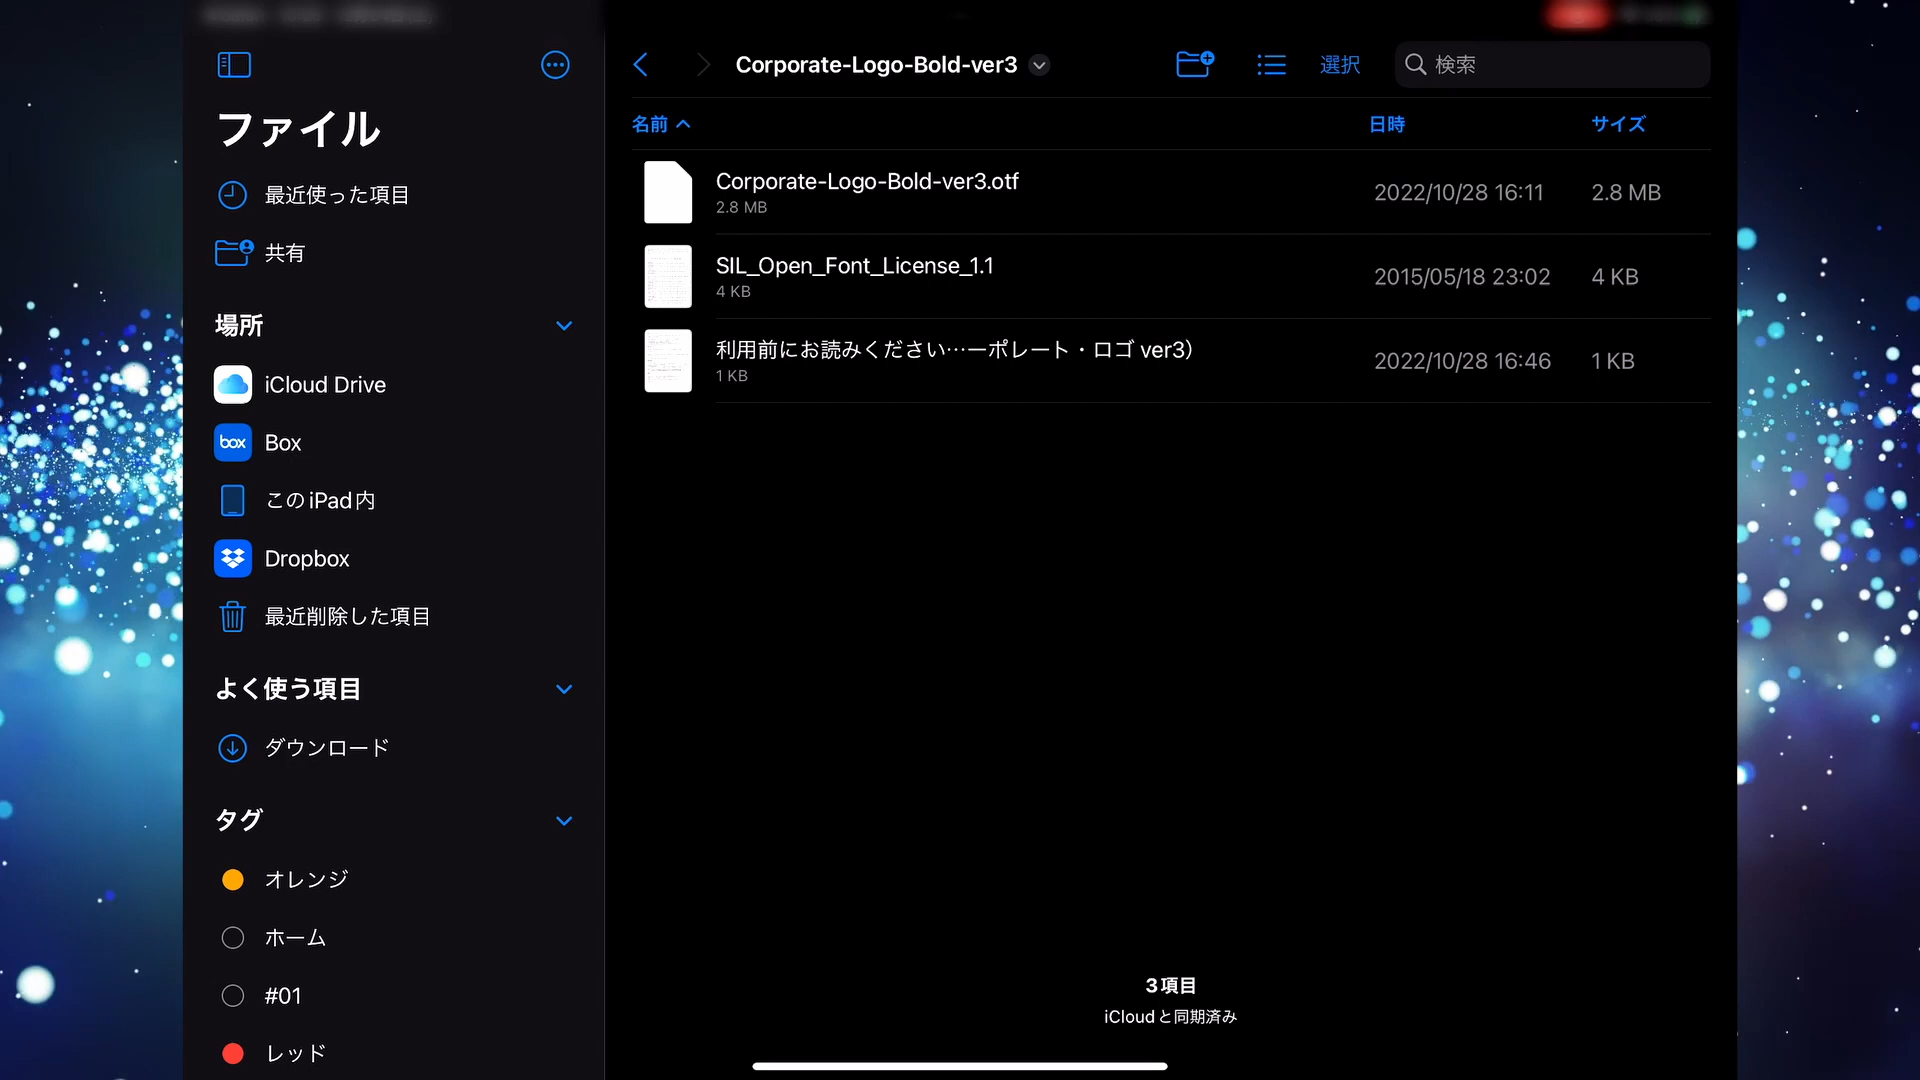 ファイル
最近使った項目
共有
場所
iCloud Drive
box
Box
このiPad内
Dropbox
最近削除した項目
よく使う項目
ダウンロード
タグ
オレンジ
ホーム
#01
レッド
Corporate-Logo-Bold-ver3
選択
検索
名前
日時
サイズ
Corporate-Logo-Bold-ver3.otf
2.8 MB
2022/10/28 16:11
2.8 MB
SIL_Open_Font_License_1.1
4 KB
2015/05/18 23:02
4 KB
利用前にお読みください…ーポレート・ロゴ ver3）
1 KB
2022/10/28 16:46
1 KB
3項目
iCloudと同期済み